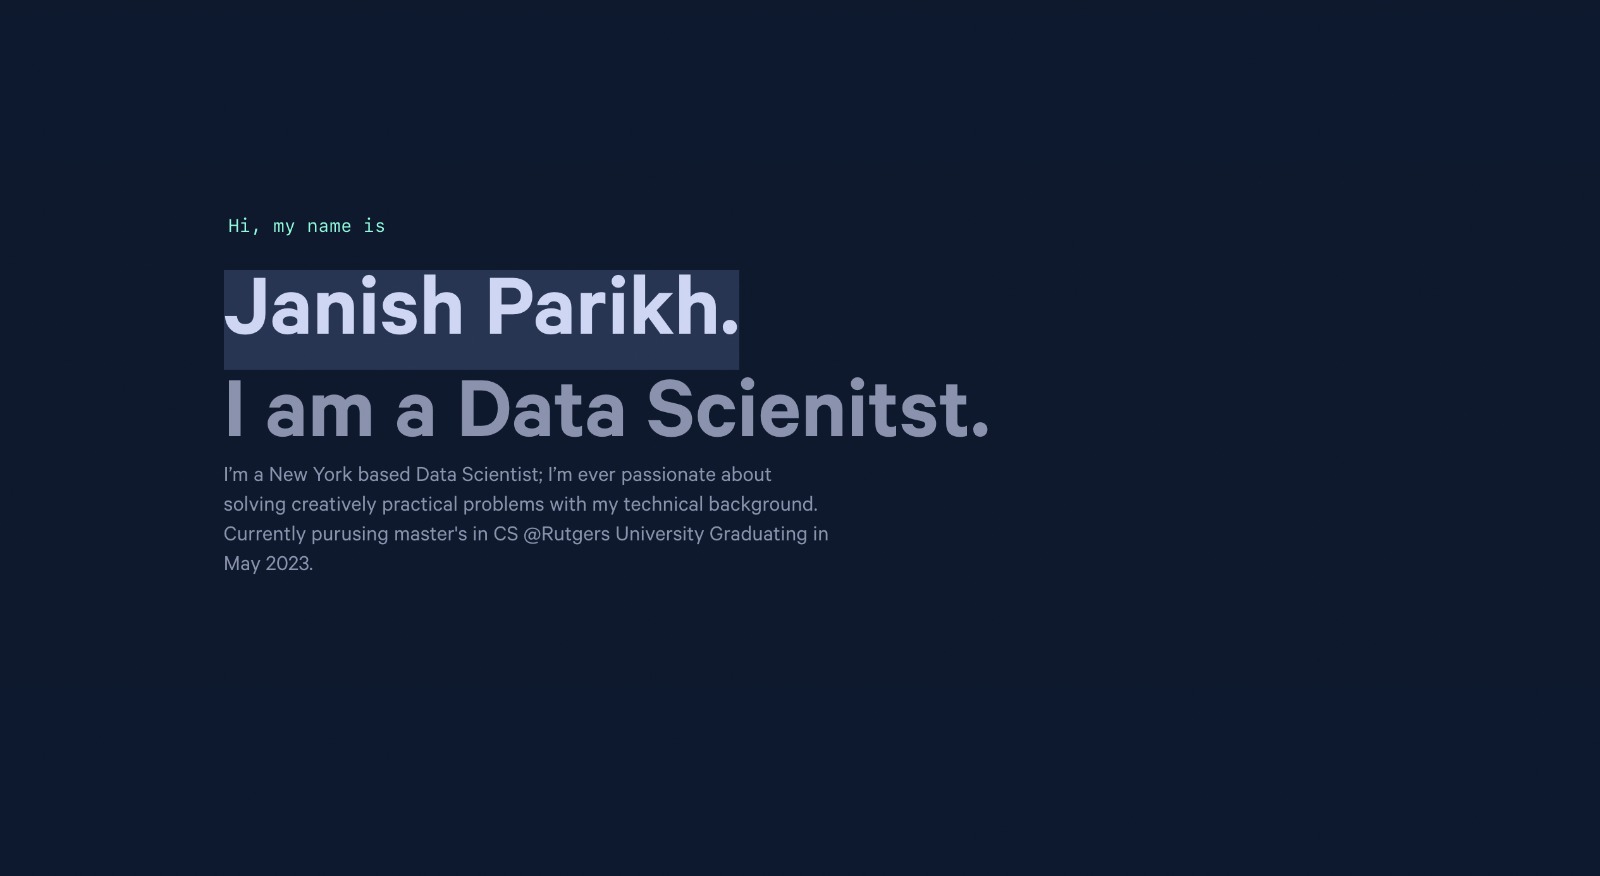 Hi, my name is
Janish Parikh.
I am a Data Scienitst.
I'm a New York based Data Scientist; I'm ever passionate about
solving creatively practical problems with my technical background.
Currently purusing master's in CS @Rutgers University Graduating in
May 2023.